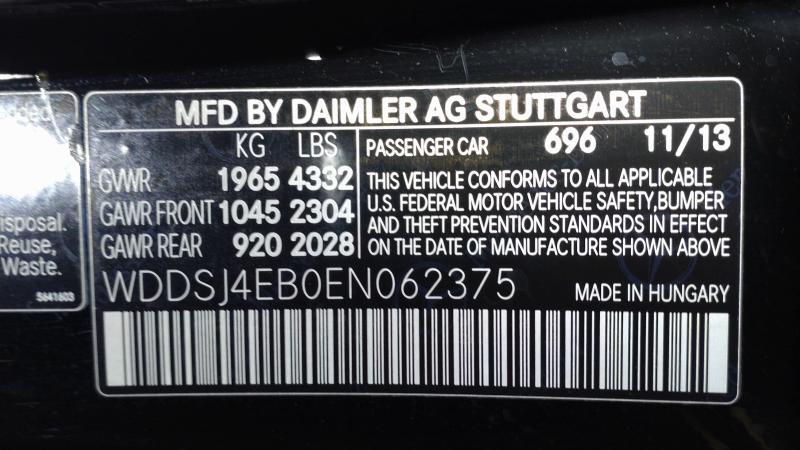 disposal.
Reuse,
Waste.
5641603
MFD BY DAIMLER AG STUTTGART
KG LBS
GVWR 1965 4332
GAWR FRONT 1045 2304
GAWR REAR 920 2028
PASSENGER CAR 696 11/13
THIS VEHICLE CONFORMS TO ALL APPLICABLE
U.S. FEDERAL MOTOR VEHICLE SAFETY, BUMPER
AND THEFT PREVENTION STANDARDS IN EFFECT
ON THE DATE OF MANUFACTURE SHOWN ABOVE
WDDSJ4EB0EN062375
MADE IN HUNGARY